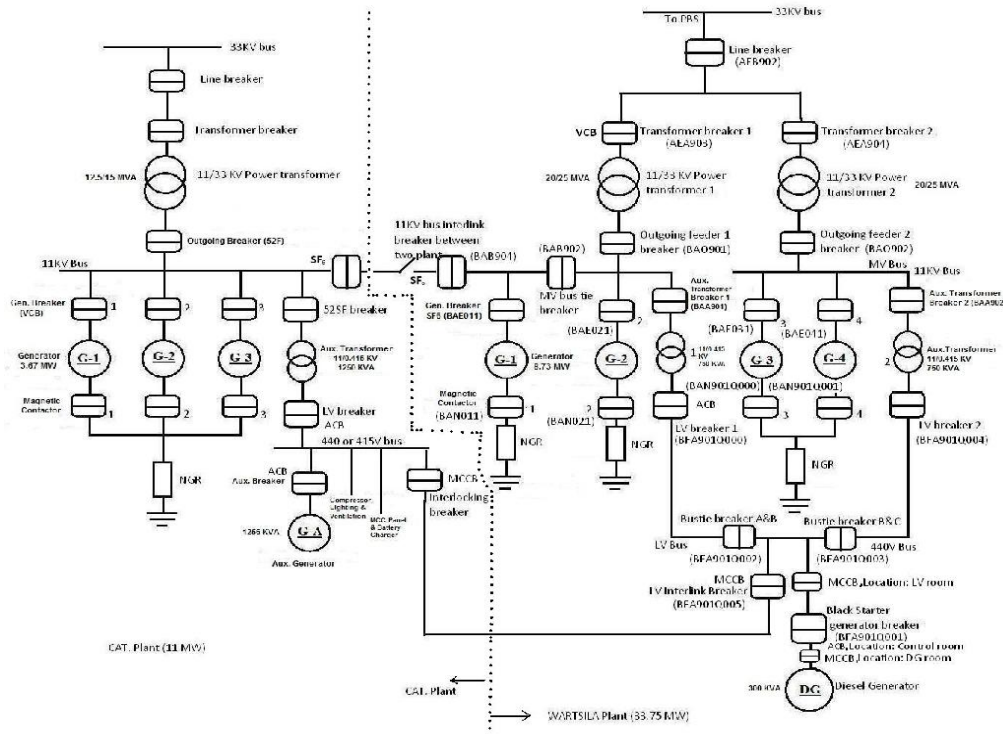 33KV bus
Line breaker
Transformer breaker
12.5/15 MVA
11/33 KV Power transformer
Outgoing Breaker (52F)
11KV Bus
Gen. Breaker
(VCB)
1
2
3
Generator
3.67 MW
G-1
G-2
G 3
Magnetic
Contactor
1
2
3
NGR
SF₆
52SF breaker
Aux. Transformer
11/0.416 KV
1250 KVA
LV breaker
ACB
440 or 415V bus
ACB
Aux. Breaker
Compressor,
Lighting &
Ventilation
MCC Panel
& Battery
Charger
MCCB
Interlocking
breaker
G-A
Aux. Generator
CAT. Plant (11 MW)
CAT. Plant
WARTSILA Plant (33.75 MW)
11KV bus Interlink
breaker between
two plant
SF₆
(BAB904)
To PBS
33KV bus
Line breaker
(AEB902)
VCB
Transformer breaker 1
(AEA903)
Transformer breaker 2
(AEA904)
20/25 MVA
11/33 KV Power
transformer 1
11/33 KV Power
transformer 2
20/25 MVA
Outgoing feeder 1
breaker (BAO901)
Outgoing feeder 2
breaker (BAO902)
(BAB902)
MV bus tie
breaker
MV Bus
11KV Bus
Gen. Breaker
SF6 (BAE011)
(BAE021)
2
Aux.
Transformer
Breaker 1
(BAA901)
3
(BAE041)
4
Aux. Transformer
Breaker 2 (BAA902
G-1
Generator
8.73 MW
G-2
1
11/0.415
KV
750 KVA
G 3
G-4
2
Aux.Transformer
11/0.415 KV
750 KVA
Magnetic
Contactor
(BAN011)
1
2
(BAN021)
(BAN901Q000)
(BAN901Q001)
ACB
LV breaker 1
(BFA901Q000)
3
4
LV breaker 2
(BFA901Q004)
NGR
NGR
NGR
Bustie breaker A&B
Bustie breaker B&C
LV Bus
(BFA901Q002)
(BFA901Q003)
440V Bus
MCCB
LV Interlink Breaker
(BFA901Q005)
MCCB,Location: LV room
Black Starter
generator breaker
(BFA901Q001)
ACB,Location: Control room
MCCB, Location: DG room
DG
Diesel Generator